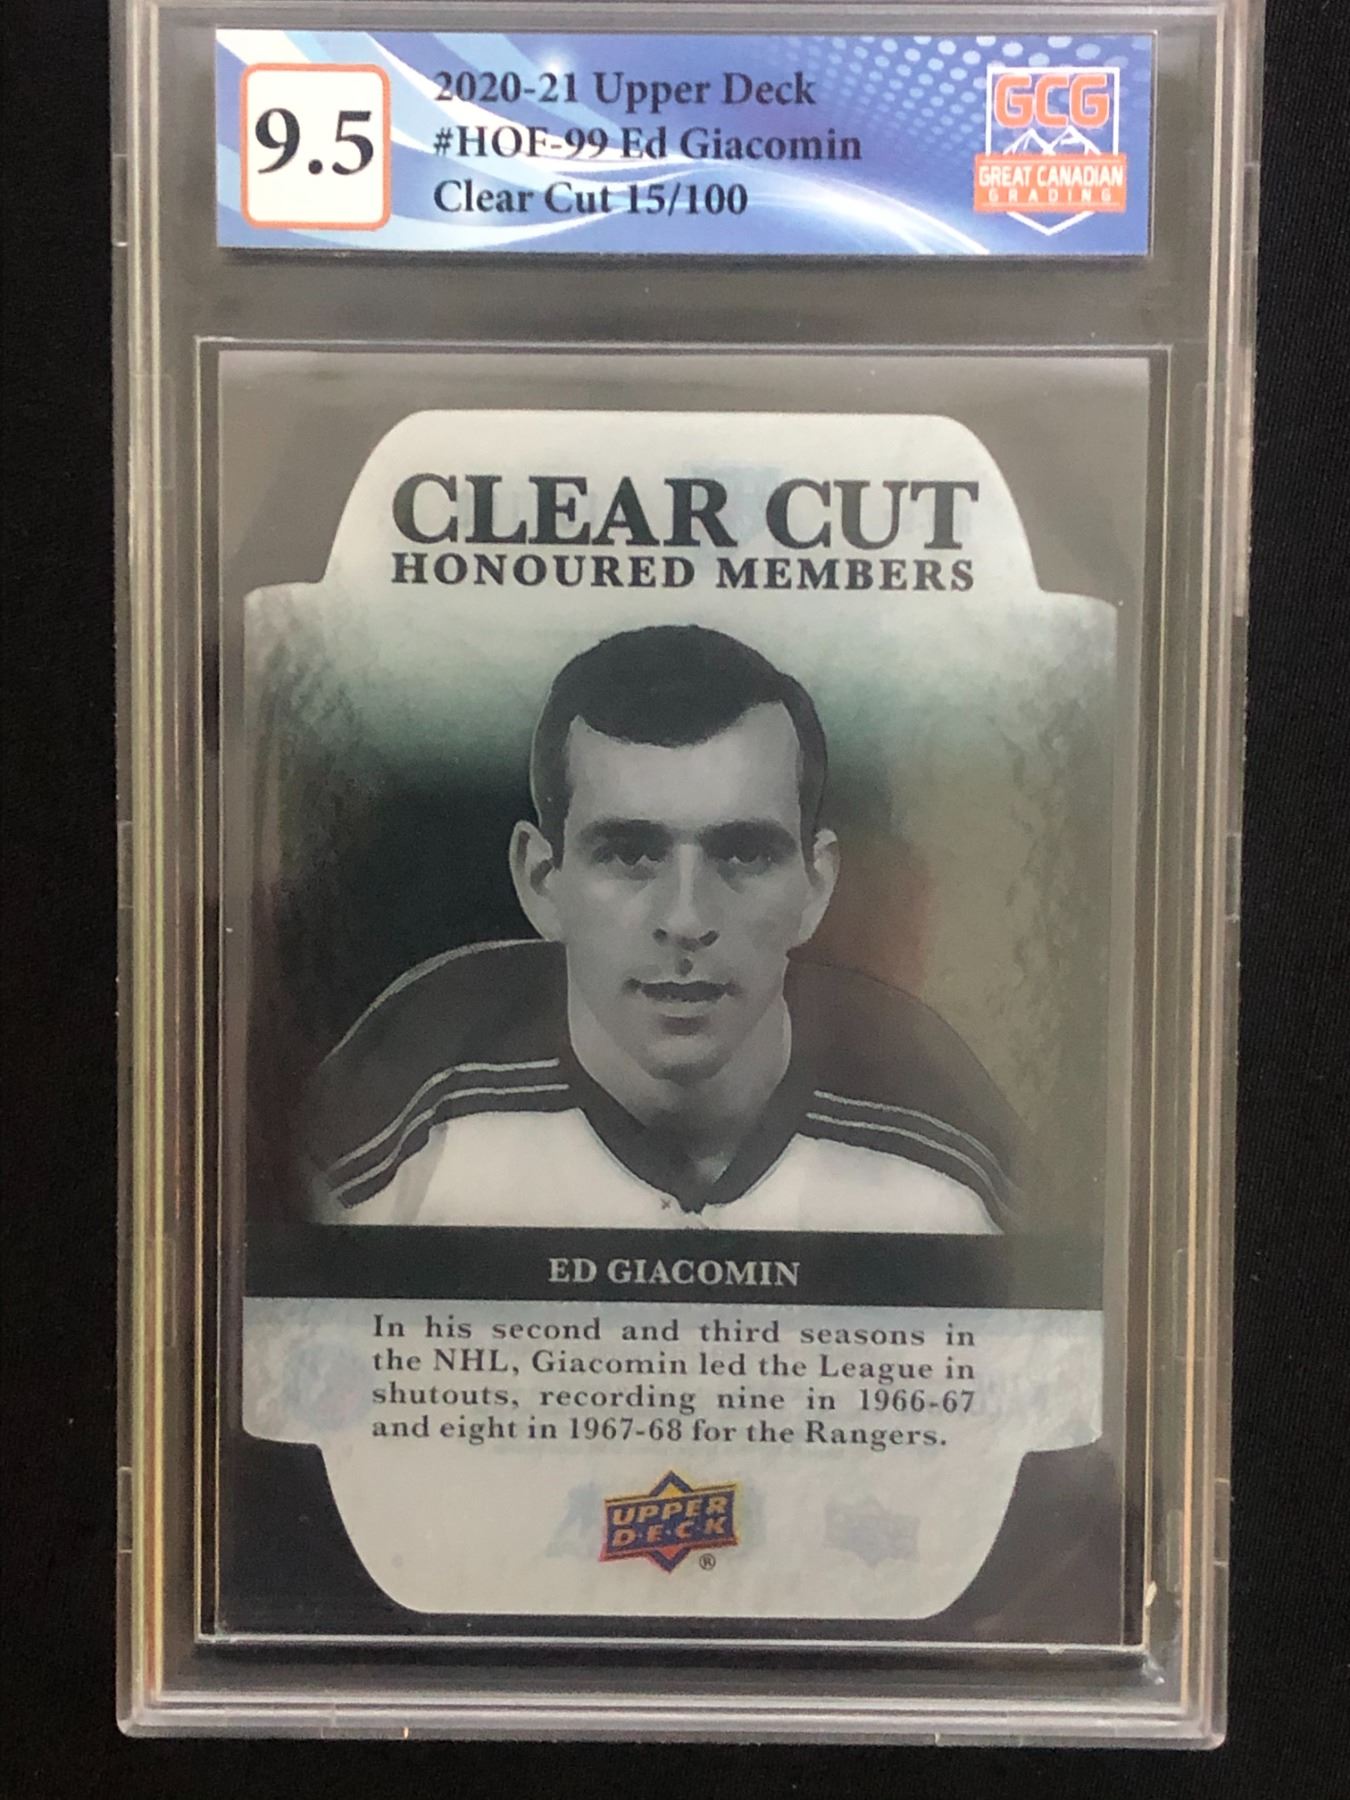 9.5
2020-21 Upper Deck
#HOF-99 Ed Giacomin
Clear Cut 15/100
GCG
GREAT CANADIAN
GRADING
CLEAR CUT
HONOURED MEMBERS
ED GIACOMIN
In his second and third seasons in
the NHL, Giacomin led the League in
shutouts, recording nine in 1966-67
and eight in 1967-68 for the Rangers.
UPPER
D·E·C·K
®